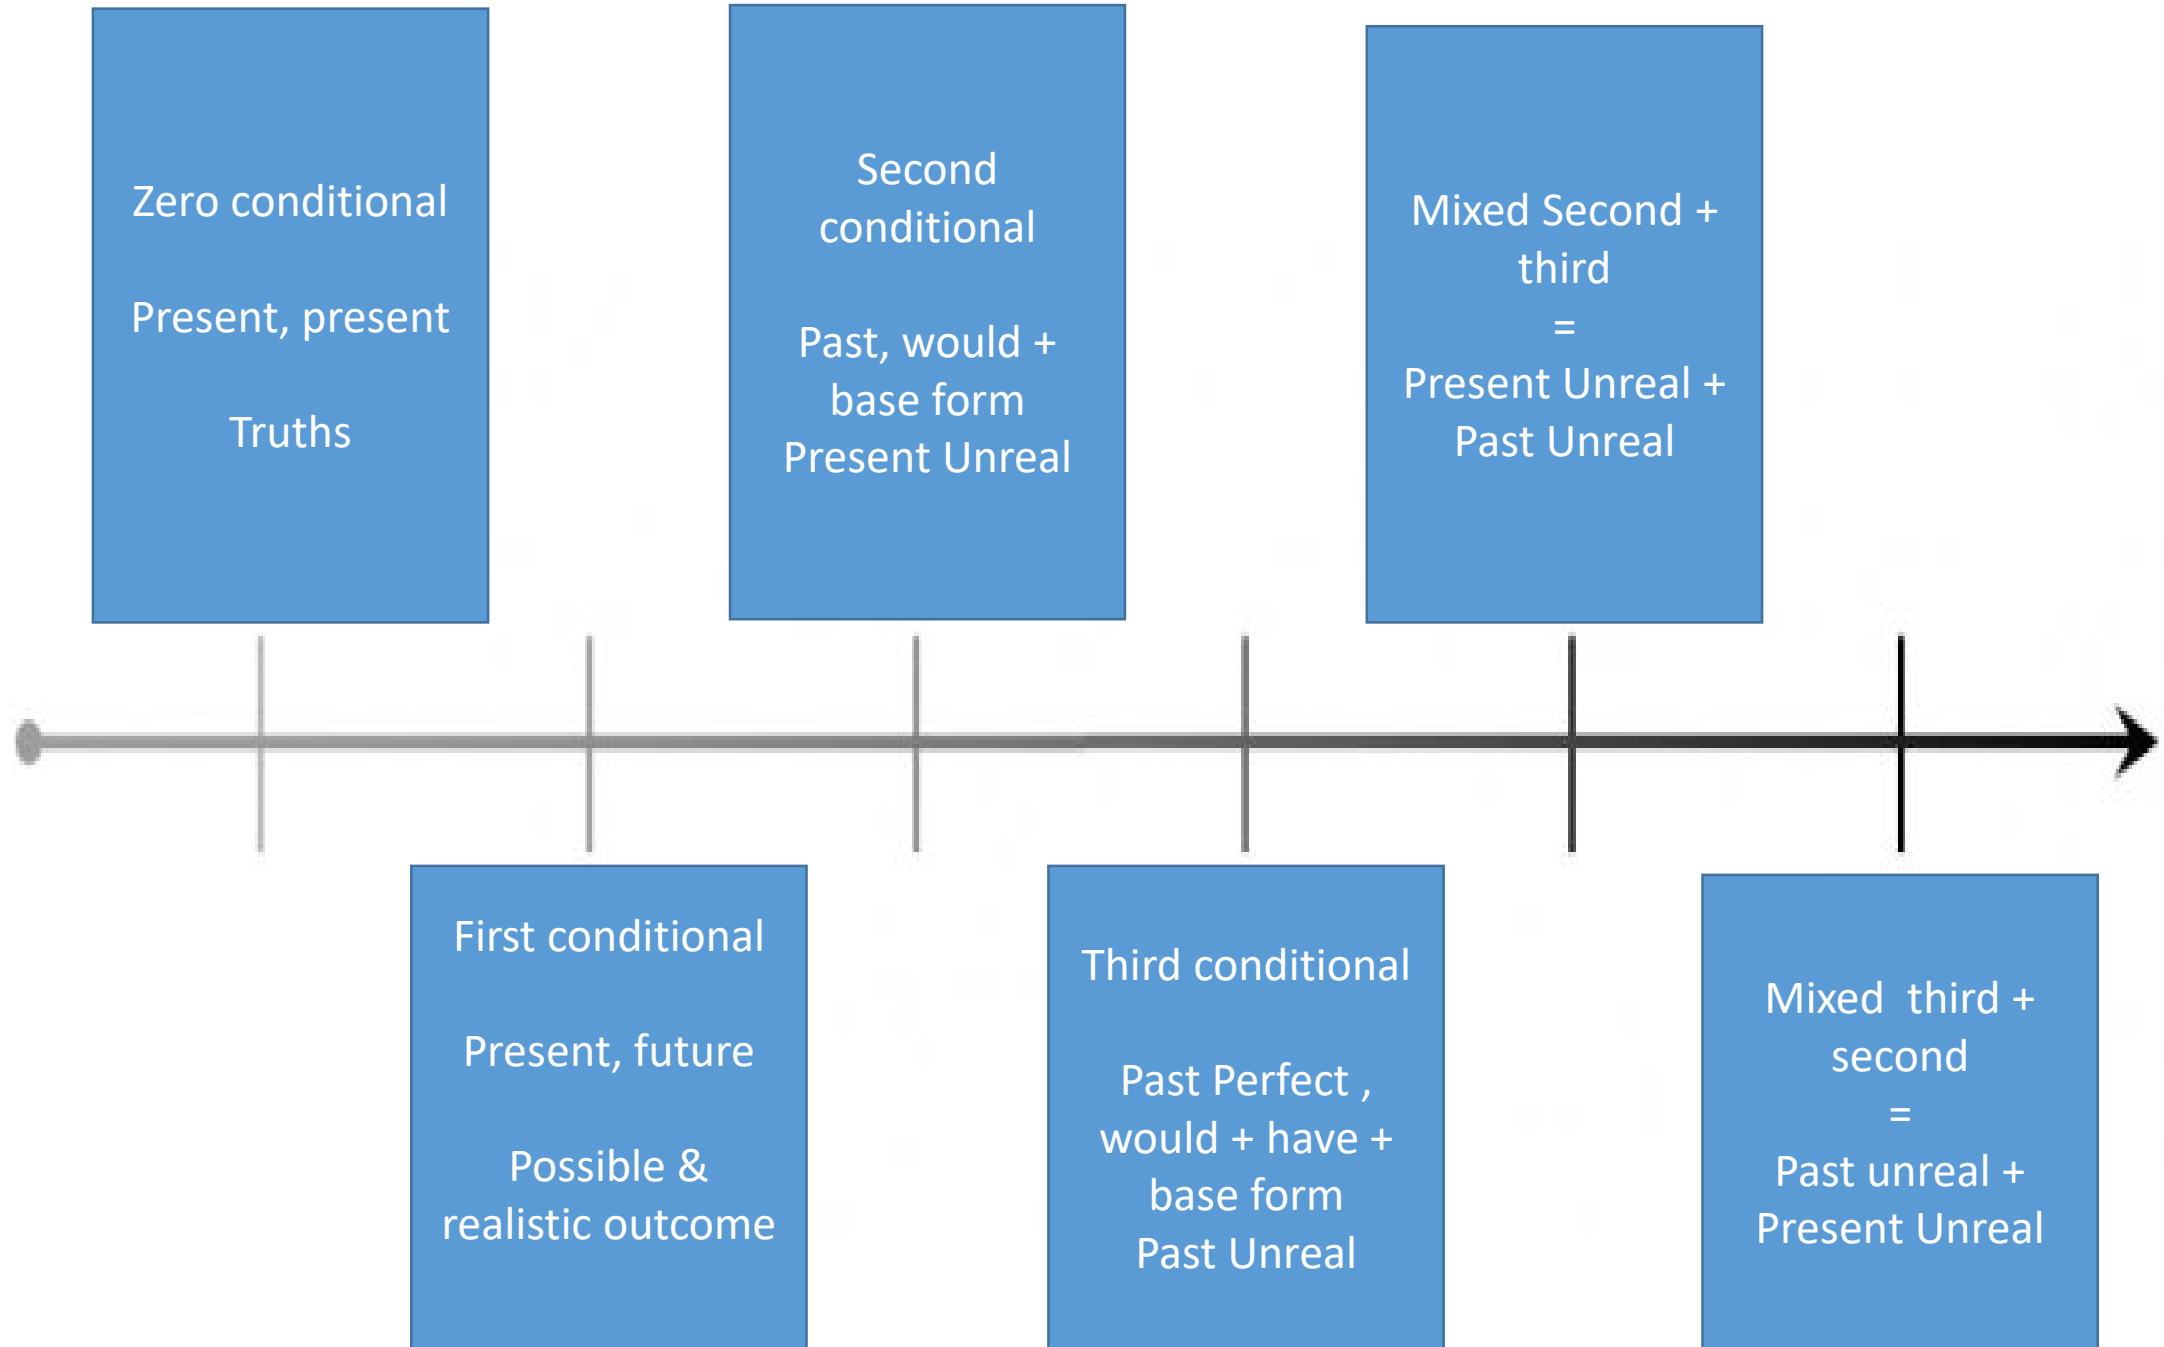 Zero conditional
Present, present
Truths
First conditional
Present, future
Possible &
realistic outcome
Second
conditional
Past, would +
base form
Present Unreal
Third conditional
Past Perfect ,
would + have +
base form
Past Unreal
Mixed Second +
third
=
Present Unreal +
Past Unreal
Mixed  third +
second
=
Past unreal +
Present Unreal